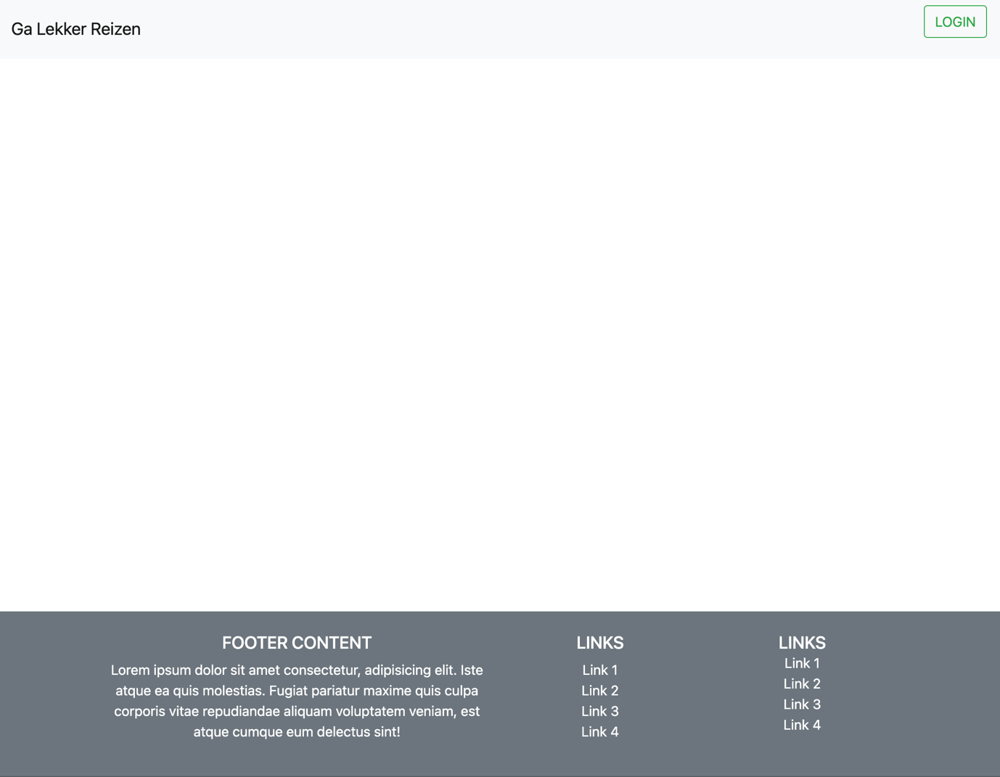 Ga Lekker Reizen
LOGIN
FOOTER CONTENT
Lorem ipsum dolor sit amet consectetur, adipisicing elit. Iste
atque ea quis molestias. Fugiat pariatur maxime quis culpa
corporis vitae repudiandae aliquam voluptatem veniam, est
atque cumque eum delectus sint!
LINKS
Link 1
Link 2
Link 3
Link 4
LINKS
Link 1
Link 2
Link 3
Link 4